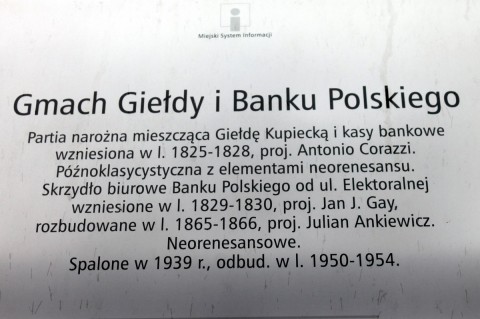 Miejski System Informacji
Gmach Giełdy i Banku Polskiego
Partia narożna mieszcząca Giełdę Kupiecką i kasy bankowe
wzniesiona w l. 1825-1828, proj. Antonio Corazzi.
Późnoklasycystyczna z elementami neorenesansu.
Skrzydło biurowe Banku Polskiego od ul. Elektoralnej
wzniesione w l. 1829-1830, proj. Jan J. Gay,
rozbudowane w l. 1865-1866, proj. Julian Ankiewicz.
Neorenesansowe.
Spalone w 1939 r., odbud. w l. 1950-1954.